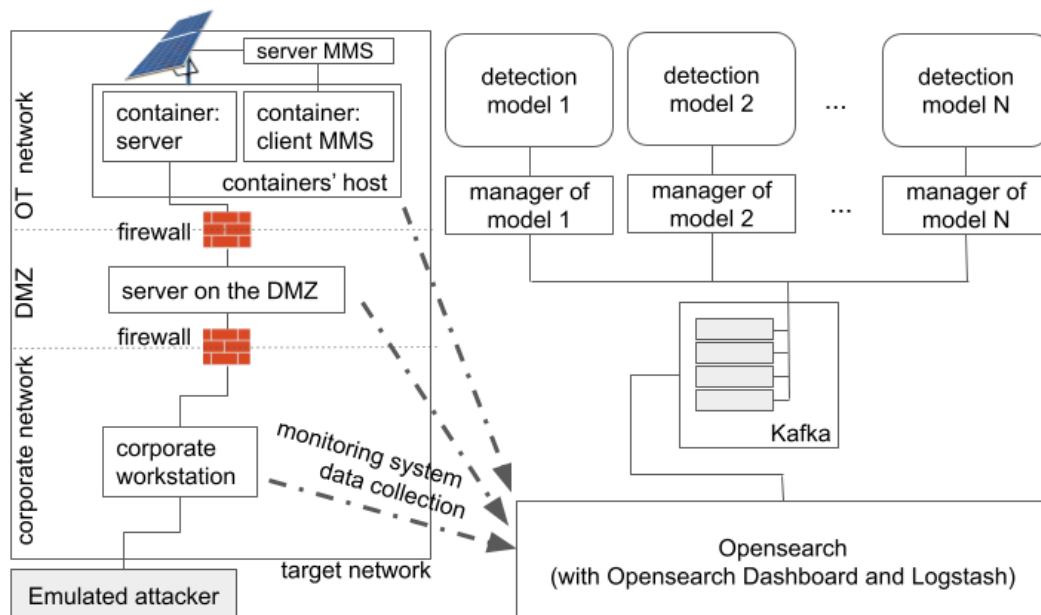 server MMS
container:
server
container:
client MMS
containers’ host
OT network
firewall
DMZ
server on the DMZ
firewall
corporate network
corporate
workstation
monitoring system
data collection
target network
Emulated attacker
detection
model 1
detection
model 2
...
detection
model N
manager of
model 1
manager of
model 2
...
manager of
model N
Kafka
Opensearch
(with Opensearch Dashboard and Logstash)